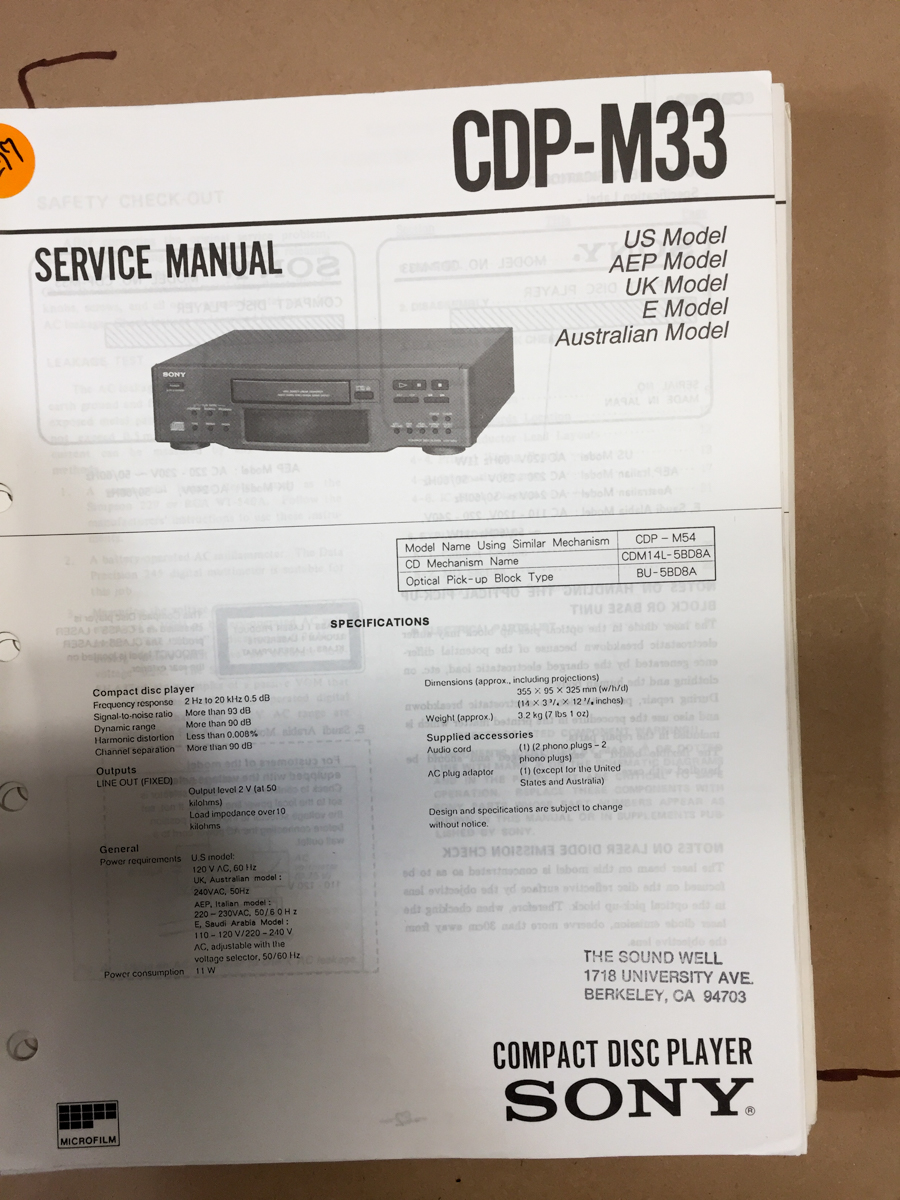 CDP-M33
SERVICE MANUAL
US Model
AEP Model
UK Model
E Model
Australian Model
SONY
Model Name Using Similar Mechanism CDP – M54
CD Mechanism Name CDM14L-5BD8A
Optical Pick-up Block Type BU-5BD8A
SPECIFICATIONS
Compact disc player
Frequency response 2 Hz to 20 kHz 0.5 dB
Signal-to-noise ratio More than 93 dB
Dynamic range More than 90 dB
Harmonic distortion Less than 0.008%
Channel separation More than 90 dB
Outputs
LINE OUT (FIXED)
Output level 2 V (at 50
kilohms)
Load impedance over 10
kilohms
General
Power requirements U.S model:
120 V AC, 60 Hz
UK, Australian model :
240VAC, 50Hz
AEP, Italian model :
220 – 230VAC, 50/60Hz
E, Saudi Arabia Model :
110 – 120 V/220 – 240 V
AC, adjustable with the
voltage selector, 50/60 Hz
Power consumption 11 W
Dimensions (approx., including projections)
355 × 95 × 325 mm (w/h/d)
(14 × 3 3/4 × 12 7/8 inches)
Weight (approx.) 3.2 kg (7 lbs 1 oz)
Supplied accessories
Audio cord (1) (2 phono plugs – 2
phono plugs)
AC plug adaptor (1) (except for the United
States and Australia)
Design and specifications are subject to change
without notice.
THE SOUND WELL
1718 UNIVERSITY AVE.
BERKELEY, CA 94703
COMPACT DISC PLAYER
SONY®
MICROFILM